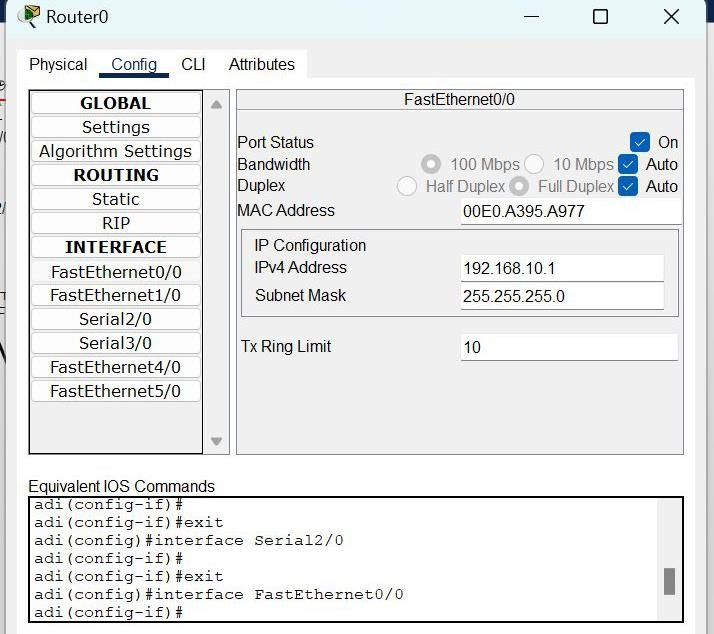 Router0
Physical Config CLI Attributes
GLOBAL
Settings
Algorithm Settings
ROUTING
Static
RIP
INTERFACE
FastEthernet0/0
FastEthernet1/0
Serial2/0
Serial3/0
FastEthernet4/0
FastEthernet5/0
FastEthernet0/0
Port Status On
Bandwidth 100 Mbps 10 Mbps Auto
Duplex Half Duplex Full Duplex Auto
MAC Address 00E0.A395.A977
IP Configuration
IPv4 Address 192.168.10.1
Subnet Mask 255.255.255.0
Tx Ring Limit 10
Equivalent IOS Commands
adi(config-if)#
adi(config-if)#exit
adi(config)#interface Serial2/0
adi(config-if)#
adi(config-if)#exit
adi(config)#interface FastEthernet0/0
adi(config-if)#